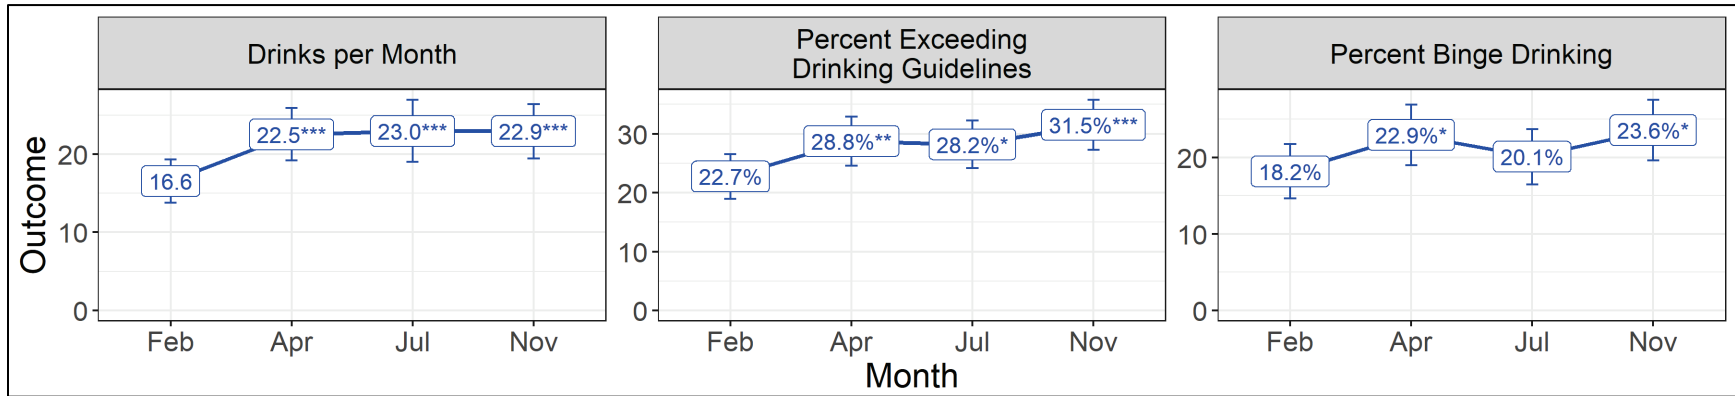 Drinks per Month
Percent Exceeding
Drinking Guidelines
Percent Binge Drinking
Outcome
20
10
0
16.6
22.5***
23.0***
22.9***
Feb
Apr
Jul
Nov
30
20
10
0
22.7%
28.8%**
28.2%*
31.5%***
Feb
Apr
Jul
Nov
20
10
0
18.2%
22.9%*
20.1%
23.6%*
Feb
Apr
Jul
Nov
Month